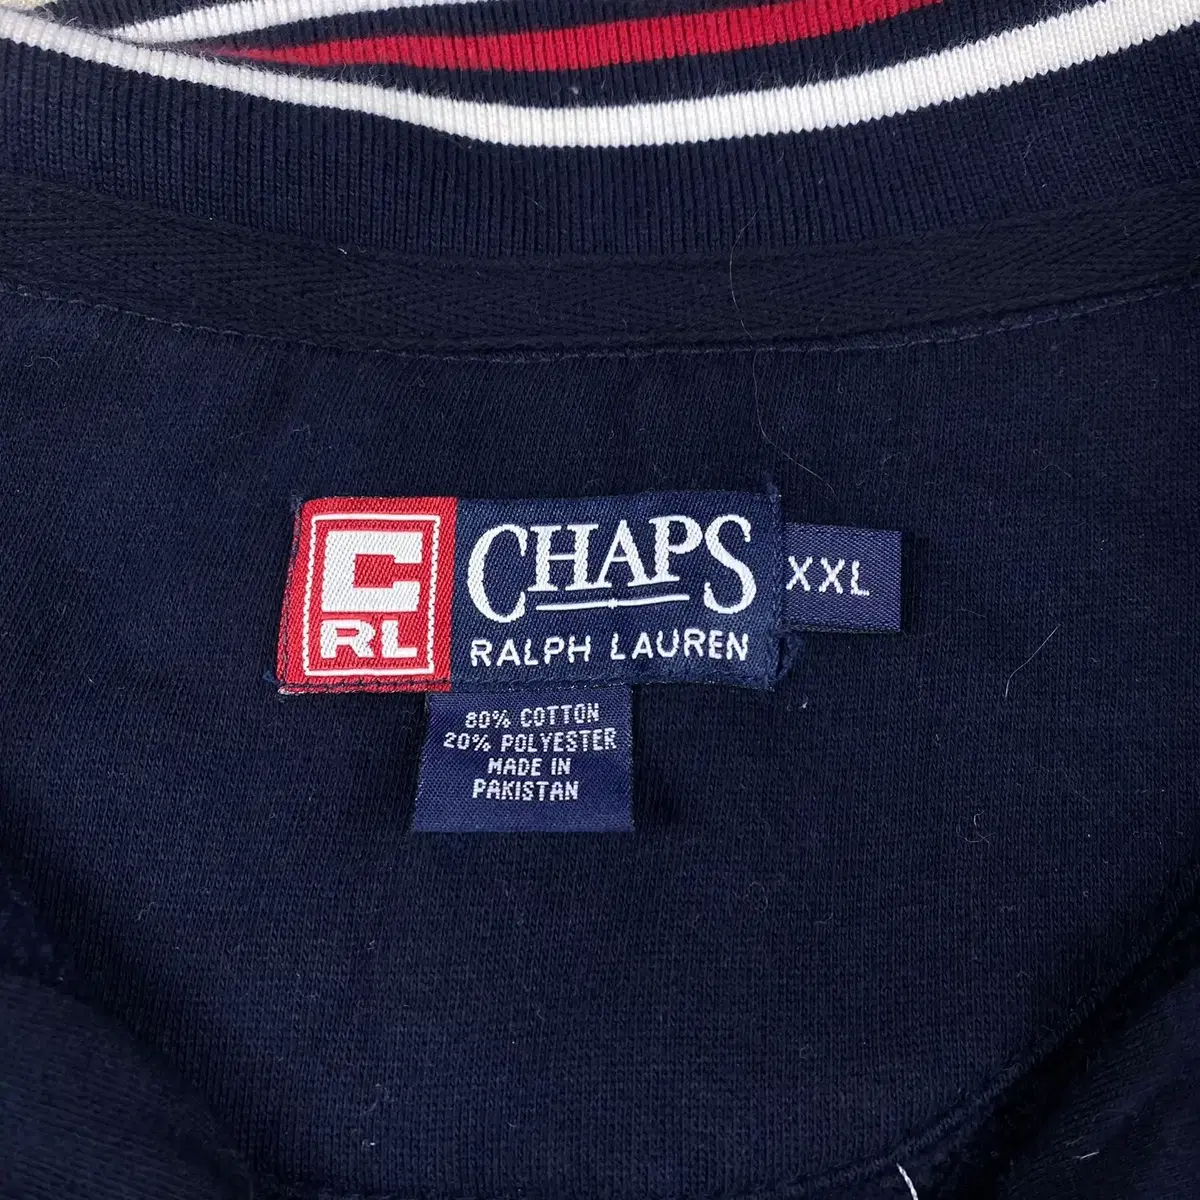 C
RL
CHAPS
RALPH LAUREN
XXL
80% COTTON
20% POLYESTER
MADE IN
PAKISTAN